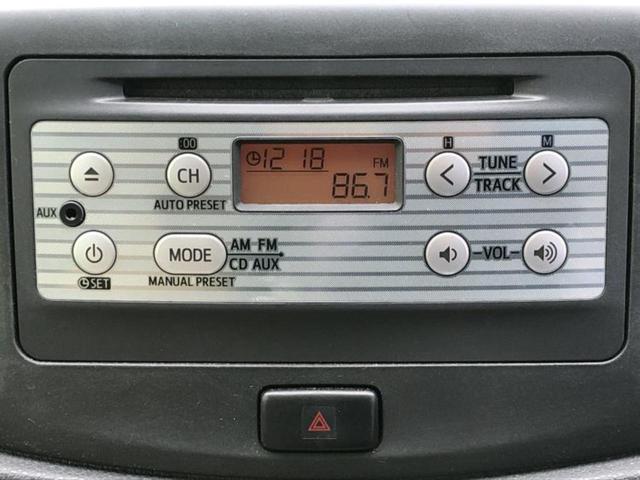 :00
H
M
CH
12 18
FM
86.7
TUNE
TRACK
AUTO PRESET
AUX
MODE
AM FM
CD AUX
VOL
SET
MANUAL PRESET